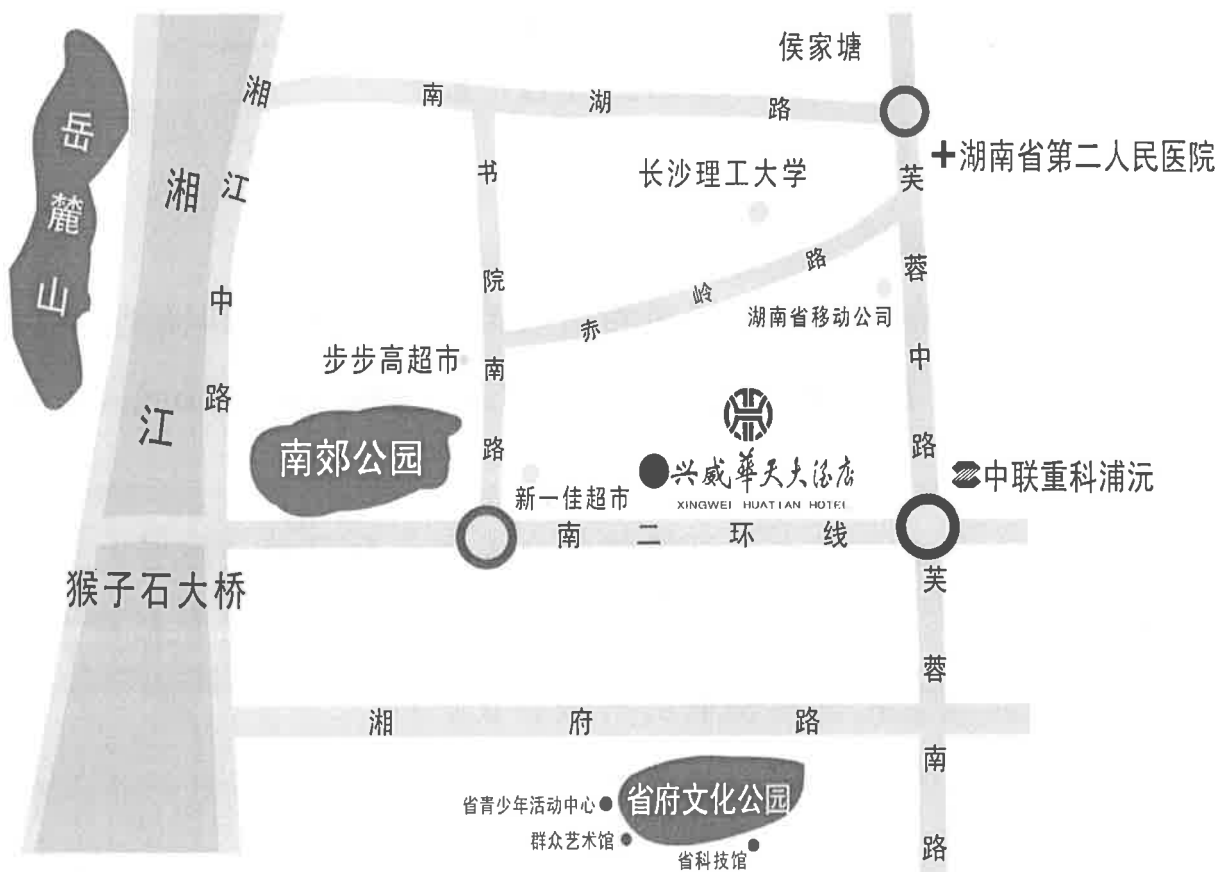 侯家塘
湘南湖路
岳麓山
湘江
湘江中路
书院南路
长沙理工大学
芙蓉中路
湖南省第二人民医院
赤岭路
湖南省移动公司
步步高超市
南郊公园
新一佳超市
兴威華天大酒店
XINGWEI HUATIAN HOTEL
中联重科浦沅
南二环线
猴子石大桥
芙蓉南路
湘府路
省府文化公园
省青少年活动中心
群众艺术馆
省科技馆